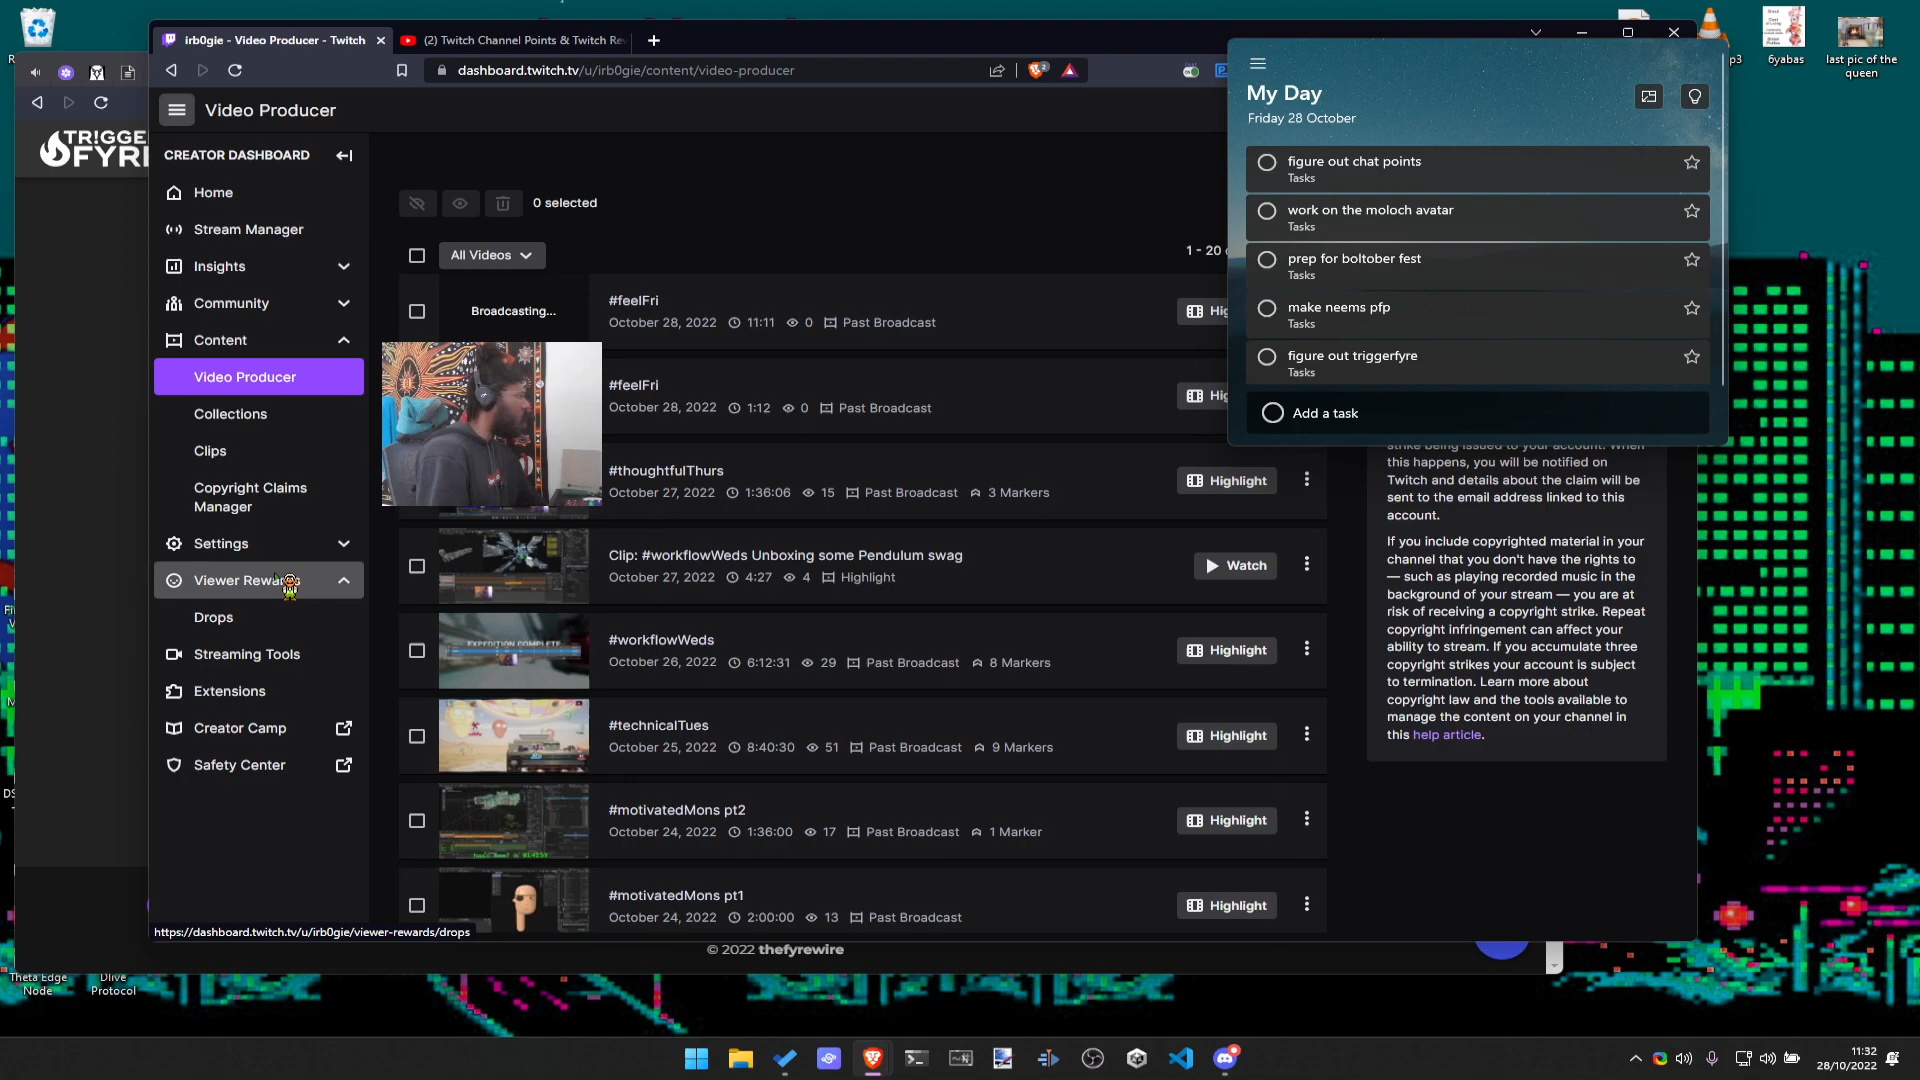 irb0gie - Video Producer - Twitch
(2) Twitch Channel Points & Twitch Re
dashboard.twitch.tv/u/irb0gie/content/video-producer
2
p3
6yabas
last pic of the
queen
TR!GGE
FYR
Video Producer
CREATOR DASHBOARD
Home
Stream Manager
Insights
Community
Content
Video Producer
Collections
Clips
Copyright Claims
Manager
Settings
Viewer Rewards
Drops
Streaming Tools
Extensions
Creator Camp
Safety Center
https://dashboard.twitch.tv/u/irb0gie/viewer-rewards/drops
0 selected
All Videos
1 - 20
Broadcasting...
#feelFri
October 28, 2022 11:11 0 Past Broadcast
Hig
#feelFri
October 28, 2022 1:12 0 Past Broadcast
Hig
#thoughtfulThurs
October 27, 2022 1:36:06 15 Past Broadcast 3 Markers
Highlight
Clip: #workflowWeds Unboxing some Pendulum swag
October 27, 2022 4:27 4 Highlight
Watch
EXPEDITION COMPLETE
#workflowWeds
October 26, 2022 6:12:31 29 Past Broadcast 8 Markers
Highlight
#technicalTues
October 25, 2022 8:40:30 51 Past Broadcast 9 Markers
Highlight
#motivatedMons pt2
October 24, 2022 1:36:00 17 Past Broadcast 1 Marker
Highlight
#motivatedMons pt1
October 24, 2022 2:00:00 13 Past Broadcast
Highlight
My Day
Friday 28 October
figure out chat points
Tasks
work on the moloch avatar
Tasks
prep for boltober fest
Tasks
make neems pfp
Tasks
figure out triggerfyre
Tasks
Add a task
strike being issued to your account. When
this happens, you will be notified on
Twitch and details about the claim will be
sent to the email address linked to this
account.
If you include copyrighted material in your
channel that you don't have the rights to
— such as playing recorded music in the
background of your stream — you are at
risk of receiving a copyright strike. Repeat
copyright infringement can affect your
ability to stream. If you accumulate three
copyright strikes your account is subject
to termination. Learn more about
copyright law and the tools available to
manage the content on your channel in
this help article.
© 2022 thefyrewire
Theta Edge
Node
Dlive
Protocol
11:32
28/10/2022